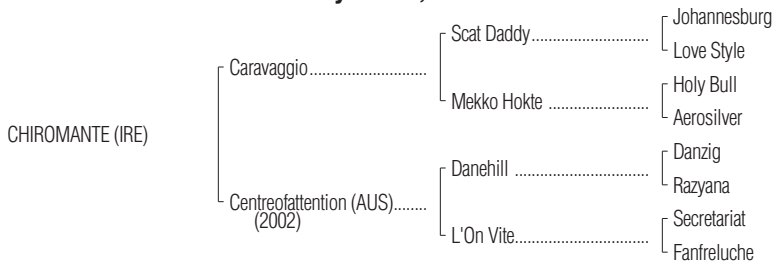 Johannesburg
Scat Daddy
Love Style
Caravaggio
Holy Bull
Mekko Hokte
Aerosilver
CHIROMANTE (IRE)
Danzig
Danehill
Razyana
Centreofattention (AUS)
(2002)
Secretariat
L'On Vite
Fanfreluche